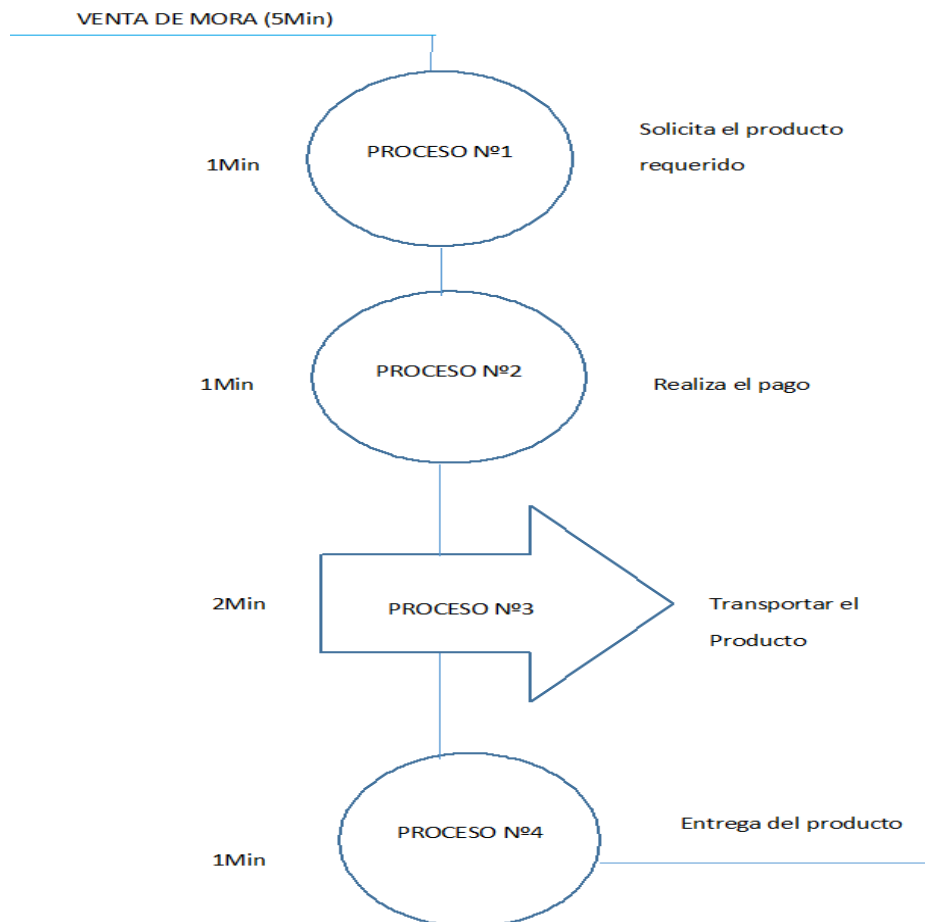 VENTA DE MORA (5Min)
PROCESO Nº1
1Min
Solicita el producto
requerido
PROCESO Nº2
1Min
Realiza el pago
2Min
PROCESO Nº3
Transportar el
Producto
PROCESO Nº4
1Min
Entrega del producto